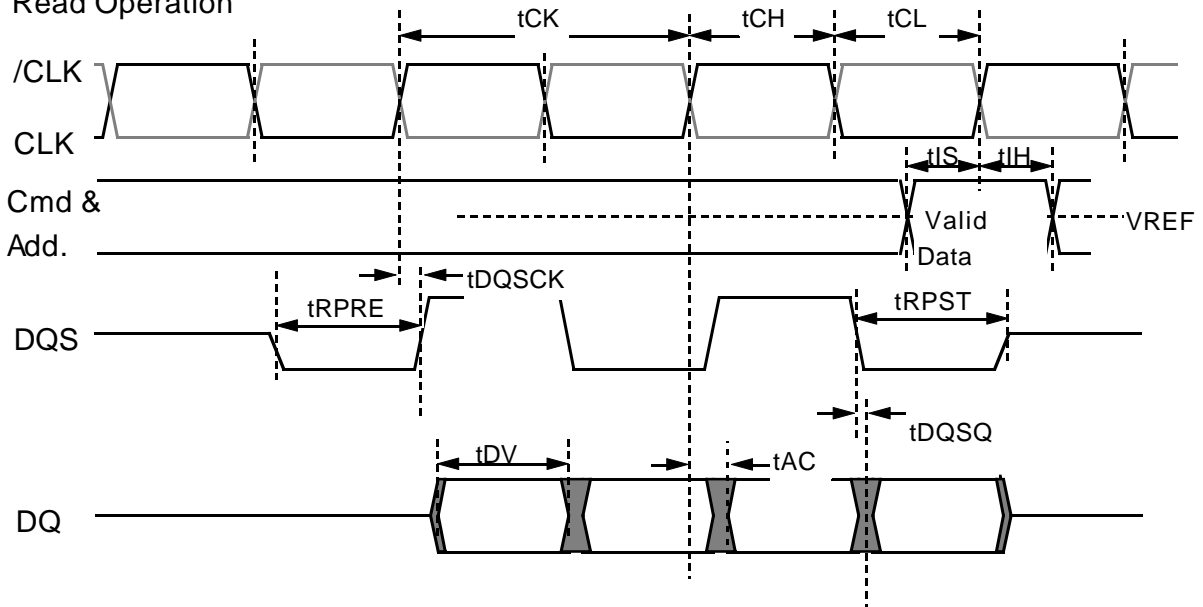 Read Operation
tCK
tCH
tCL
/CLK
CLK
tIS
tIH
Cmd &
Add.
Valid
Data
VREF
tDQSCK
tRPRE
tRPST
DQS
tDQSQ
tDV
tAC
DQ